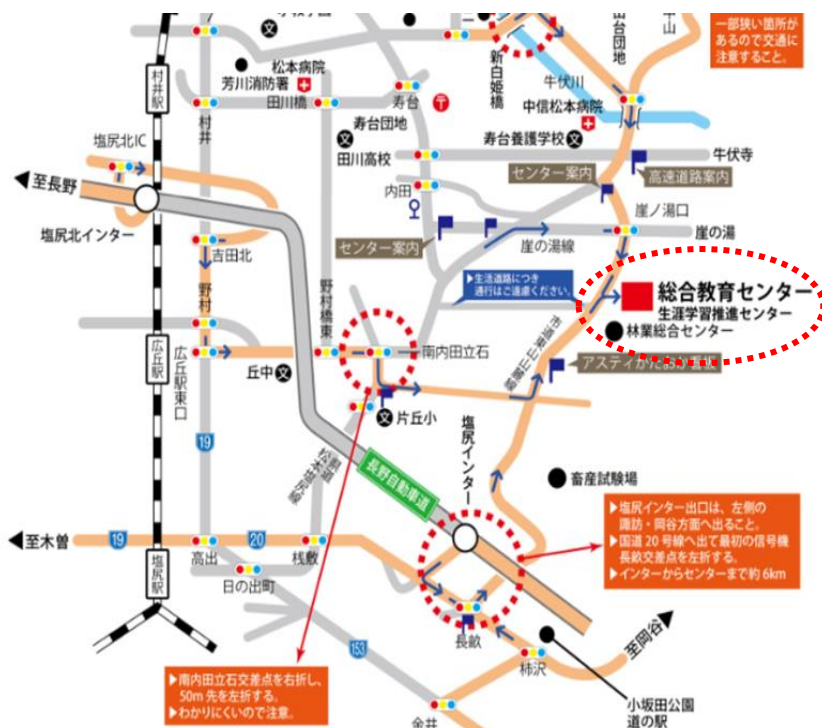 一部狭い箇所が
あるので交通に
注意すること。
新白姫橋
牛伏川
村井駅
松本病院
芳川消防署
田川橋
寿台
中信松本病院
村井
寿台団地
寿台養護学校
塩尻北IC
田川高校
牛伏寺
内田
センター案内
高速道路案内
至長野
崖ノ湯口
塩尻北インター
センター案内
崖の湯線
崖の湯
吉田北
▶生活道路につき
通行はご遠慮ください。
総合教育センター
生涯学習推進センター
林業総合センター
野村
野村橋東
市道東山山麓線
広丘駅
広丘駅東口
南内田立石
丘中
片丘小
19
県道
松本塩尻線
塩尻インター
長野自動車道
畜産試験場
▶塩尻インター出口は、左側の
諏訪・岡谷方面へ出ること。
▶国道20号線へ出て最初の信号機
長畝交差点を左折する。
▶インターからセンターまで約6km
至木曽
19
20
高出
桟敷
塩尻駅
日の出町
長畝
153
柿沢
至岡谷
▶南内田立石交差点を右折し、
50m先を左折する。
▶わかりにくいので注意。
金井
小坂田公園
道の駅